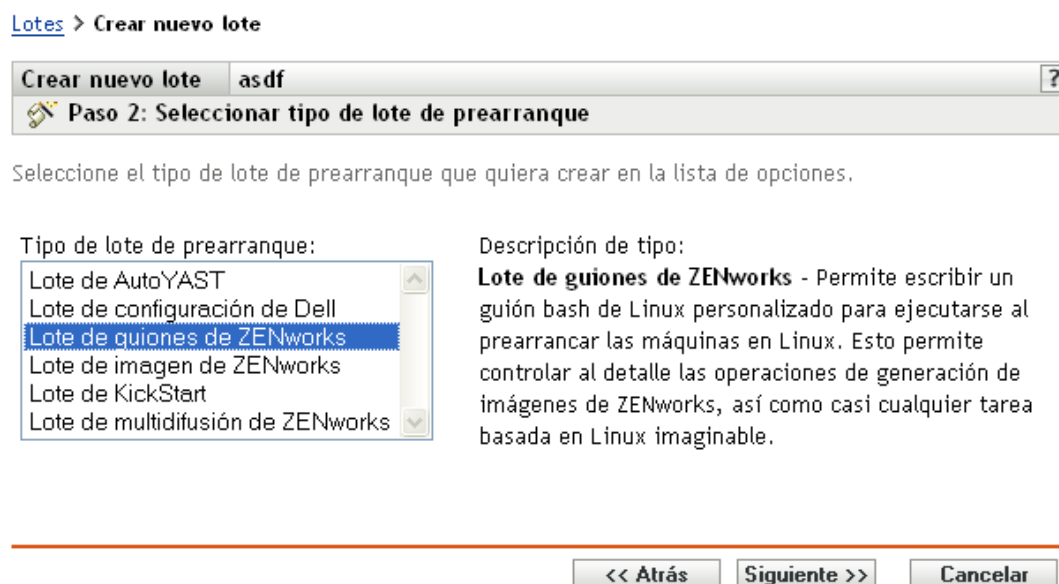 Lotes > Crear nuevo lote
Crear nuevo lote asdf ?
Paso 2: Seleccionar tipo de lote de prearranque
Seleccione el tipo de lote de prearranque que quiera crear en la lista de opciones.
Tipo de lote de prearranque:
Lote de AutoYAST
Lote de configuración de Dell
Lote de guiones de ZENworks
Lote de imagen de ZENworks
Lote de KickStart
Lote de multidifusión de ZENworks
Descripción de tipo:
Lote de guiones de ZENworks - Permite escribir un
guión bash de Linux personalizado para ejecutarse al
prearrancar las máquinas en Linux. Esto permite
controlar al detalle las operaciones de generación de
imágenes de ZENworks, así como casi cualquier tarea
basada en Linux imaginable.
<< Atrás Siguiente >> Cancelar